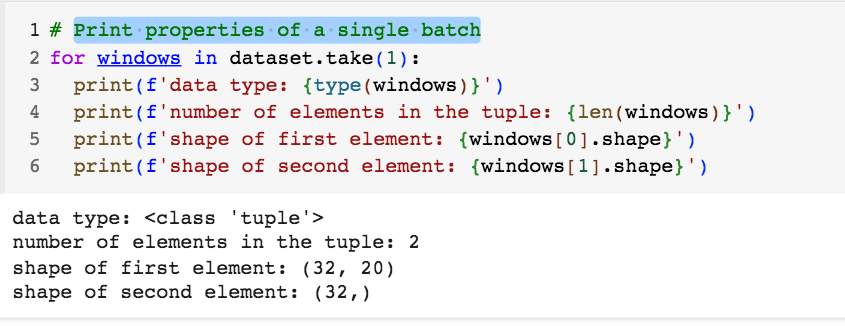 1 # Print properties of a single batch
2 for windows in dataset.take(1):
3   print(f'data type: {type(windows)}')
4   print(f'number of elements in the tuple: {len(windows)}')
5   print(f'shape of first element: {windows[0].shape}')
6   print(f'shape of second element: {windows[1].shape}')
data type: <class 'tuple'>
number of elements in the tuple: 2
shape of first element: (32, 20)
shape of second element: (32,)